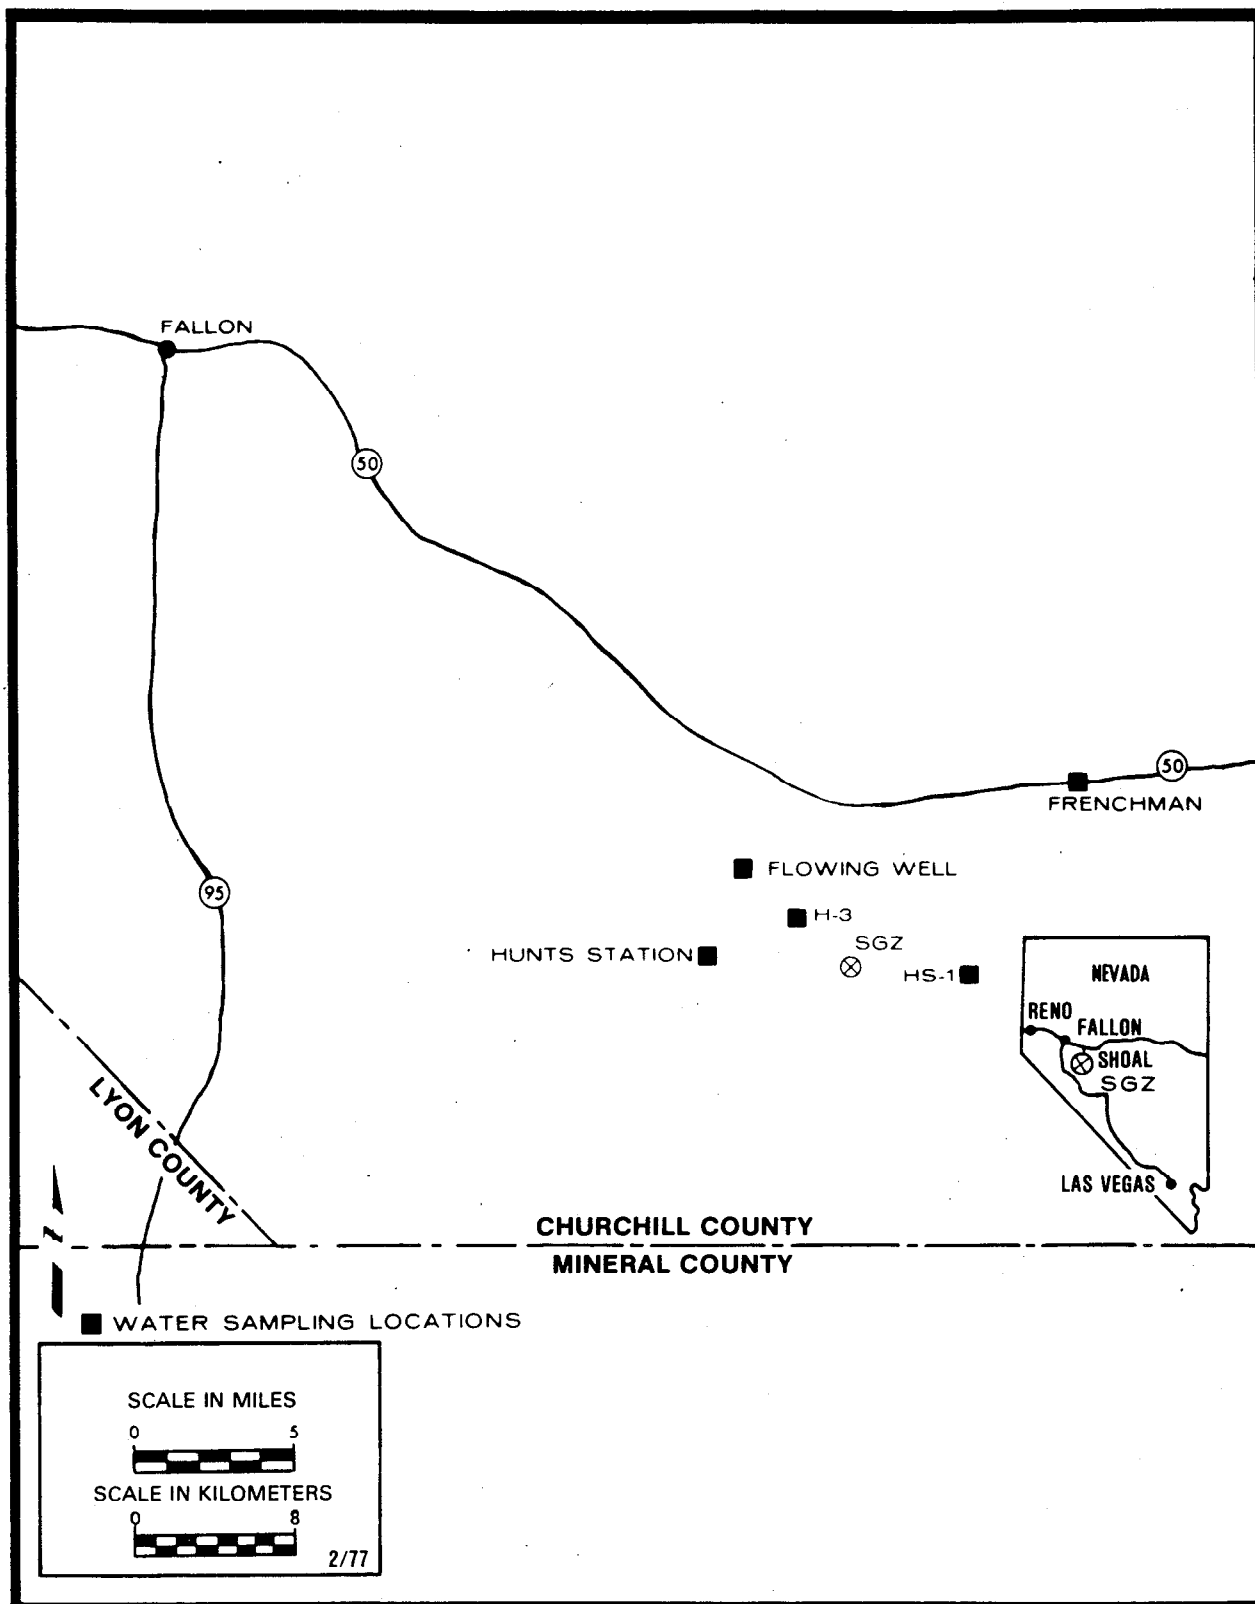 FALLON
50
50
FRENCHMAN
FLOWING WELL
95
H-3
HUNTS STATION
SGZ
HS-1
NEVADA
RENO
FALLON
SHOAL
SGZ
LAS VEGAS
LYON COUNTY
CHURCHILL COUNTY
MINERAL COUNTY
WATER SAMPLING LOCATIONS
SCALE IN MILES
0 5
SCALE IN KILOMETERS
0 8
2/77